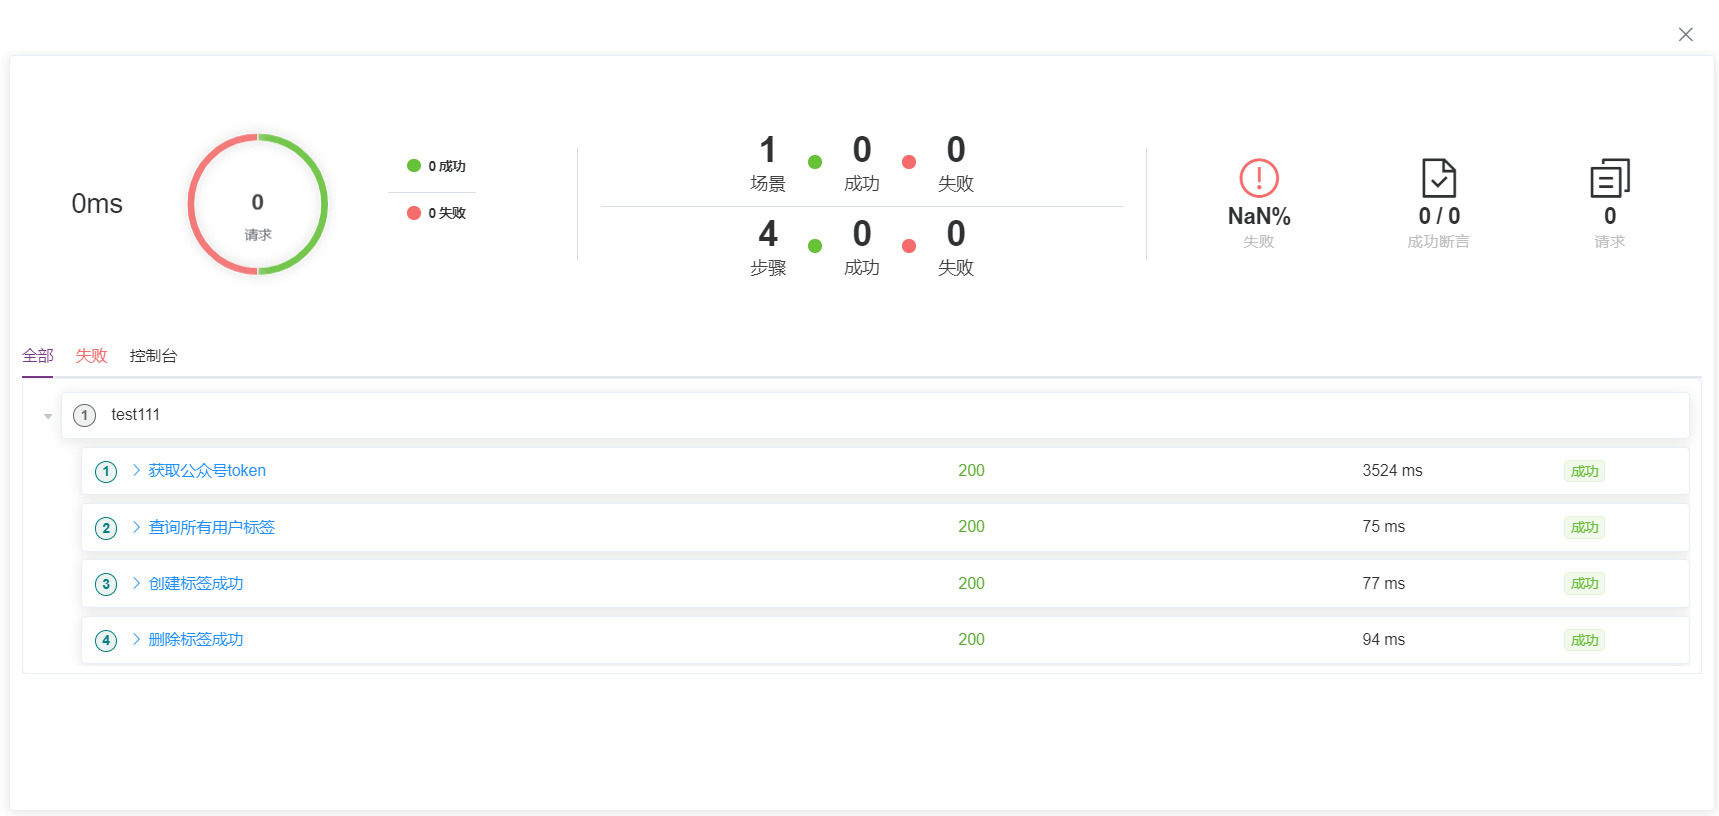 0ms
0
请求
0 成功
0 失败
1 0 0
场景 成功 失败
4 0 0
步骤 成功 失败
NaN% 0 / 0 0
失败 成功断言 请求
全部 失败 控制台
1 test111
1 获取公众号token 200 3524 ms 成功
2 查询所有用户标签 200 75 ms 成功
3 创建标签成功 200 77 ms 成功
4 删除标签成功 200 94 ms 成功